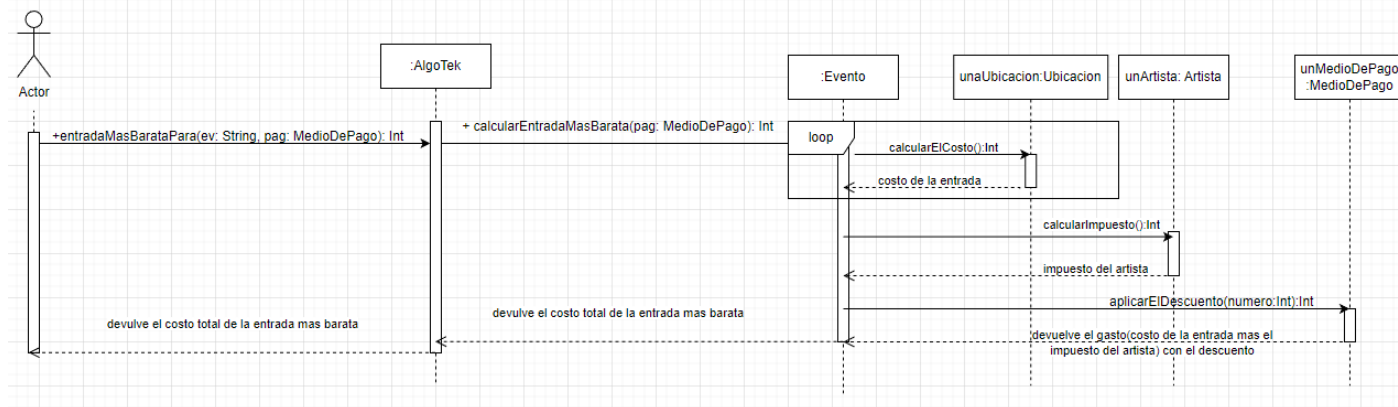 Actor
:AlgoTek
:Evento
unaUbicacion:Ubicacion
unArtista: Artista
unMedioDePago
:MedioDePago
+entradaMasBarataPara(ev: String, pag: MedioDePago): Int
+ calcularEntradaMasBarata(pag: MedioDePago): Int
loop
calcularElCosto():Int
costo de la entrada
calcularImpuesto():Int
impuesto del artista
aplicarElDescuento(numero:Int):Int
devulve el costo total de la entrada mas barata
devulve el costo total de la entrada mas barata
devuelve el gasto(costo de la entrada mas el
impuesto del artista) con el descuento